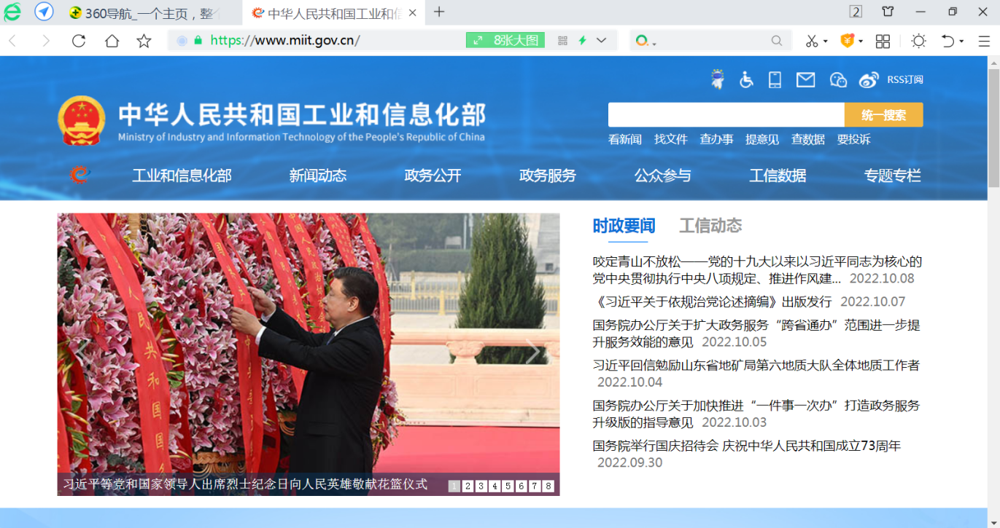 360导航_一个主页，整
中华人民共和国工业和信
2
https://www.miit.gov.cn/
8张大图
RSS订阅
中华人民共和国工业和信息化部
Ministry of Industry and Information Technology of the People's Republic of China
统一搜索
看新闻 找文件 查办事 提意见 查数据 要投诉
工业和信息化部 新闻动态 政务公开 政务服务 公众参与 工信数据 专题专栏
时政要闻 工信动态
咬定青山不放松——党的十九大以来以习近平同志为核心的
党中央贯彻执行中央八项规定、推进作风建... 2022.10.08
《习近平关于依规治党论述摘编》出版发行 2022.10.07
国务院办公厅关于扩大政务服务“跨省通办”范围进一步提
升服务效能的意见 2022.10.05
习近平回信勉励山东省地矿局第六地质大队全体地质工作者
2022.10.04
国务院办公厅关于加快推进“一件事一次办”打造政务服务
升级版的指导意见 2022.10.03
国务院举行国庆招待会 庆祝中华人民共和国成立73周年
2022.09.30
习近平等党和国家领导人出席烈士纪念日向人民英雄敬献花篮仪式
1 2 3 4 5 6 7 8